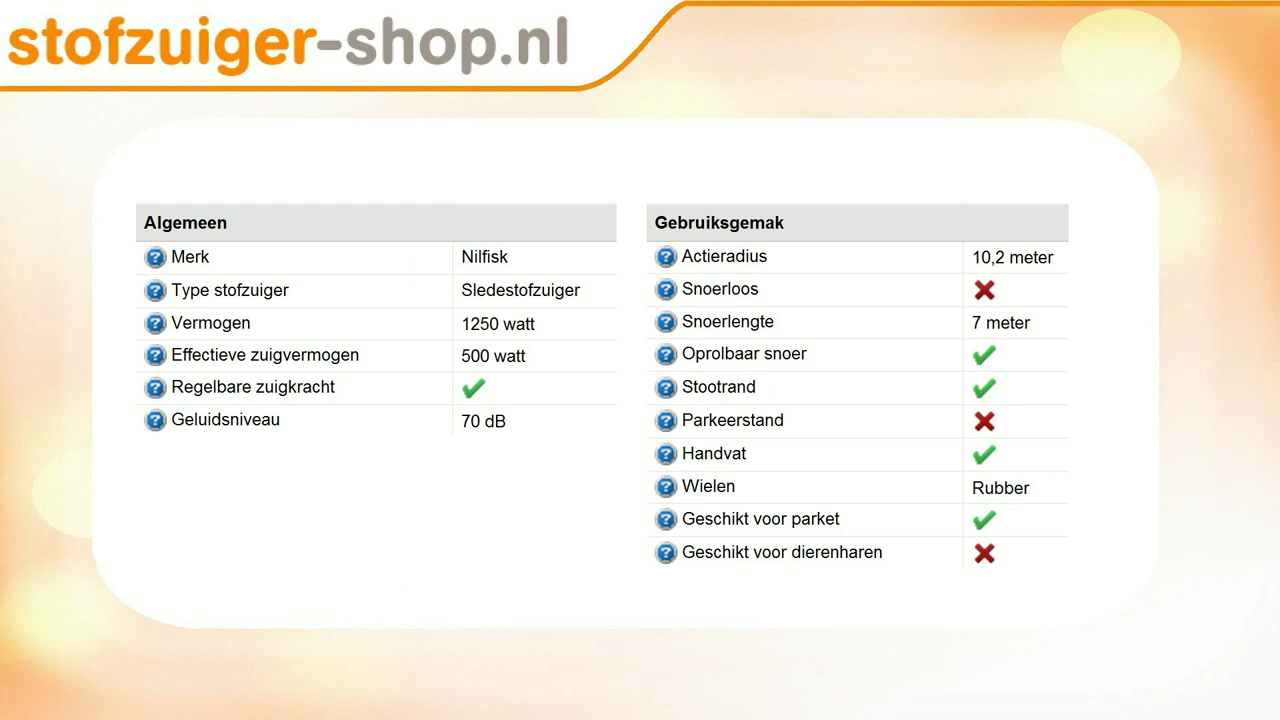 stofzuiger-shop.nl
Algemeen
Merk Nilfisk
Type stofzuiger Sledestofzuiger
Vermogen 1250 watt
Effectieve zuigvermogen 500 watt
Regelbare zuigkracht
Geluidsniveau 70 dB
Gebruiksgemak
Actieradius 10,2 meter
Snoerloos
Snoerlengte 7 meter
Oprolbaar snoer
Stootrand
Parkeerstand
Handvat
Wielen Rubber
Geschikt voor parket
Geschikt voor dierenharen